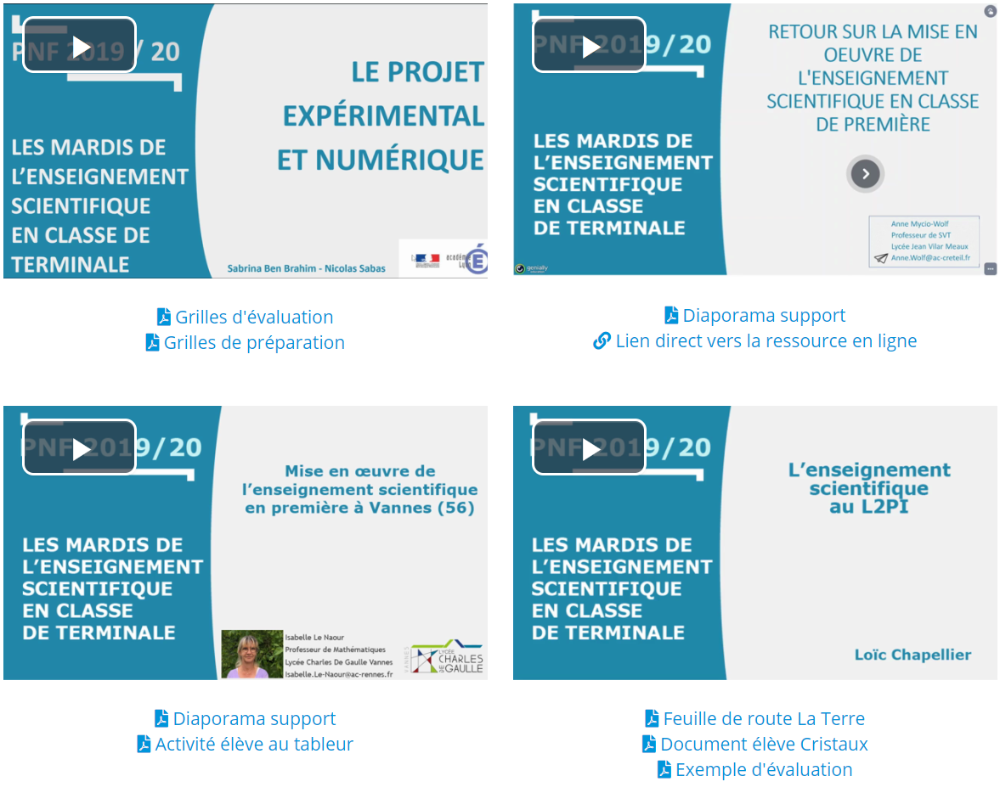 PNF 2019 / 20
LES MARDIS DE
L'ENSEIGNEMENT
SCIENTIFIQUE
EN CLASSE DE
TERMINALE
LE PROJET
EXPÉRIMENTAL
ET NUMÉRIQUE
Sabrina Ben Brahim - Nicolas Sabas
Grilles d'évaluation
Grilles de préparation
PNF 2019/20
LES MARDIS DE
L'ENSEIGNEMENT
SCIENTIFIQUE
EN CLASSE
DE TERMINALE
RETOUR SUR LA MISE EN
OEUVRE DE
L'ENSEIGNEMENT
SCIENTIFIQUE EN CLASSE
DE PREMIÈRE
Anne Mycio-Wolf
Professeur de SVT
Lycée Jean Vilar Meaux
Anne.Wolf@ac-creteil.fr
genially
Diaporama support
Lien direct vers la ressource en ligne
PNF 2019/20
LES MARDIS DE
L'ENSEIGNEMENT
SCIENTIFIQUE
EN CLASSE
DE TERMINALE
Mise en œuvre de
l'enseignement scientifique
en première à Vannes (56)
Isabelle Le Naour
Professeur de Mathématiques
Lycée Charles De Gaulle Vannes
Isabelle.Le-Naour@ac-rennes.fr
VANNES
LYCÉE
CHARLES
DE GAULLE
Diaporama support
Activité élève au tableur
PNF 2019/20
LES MARDIS DE
L'ENSEIGNEMENT
SCIENTIFIQUE
EN CLASSE
DE TERMINALE
L'enseignement
scientifique
au L2PI
Loïc Chapellier
Feuille de route La Terre
Document élève Cristaux
Exemple d'évaluation